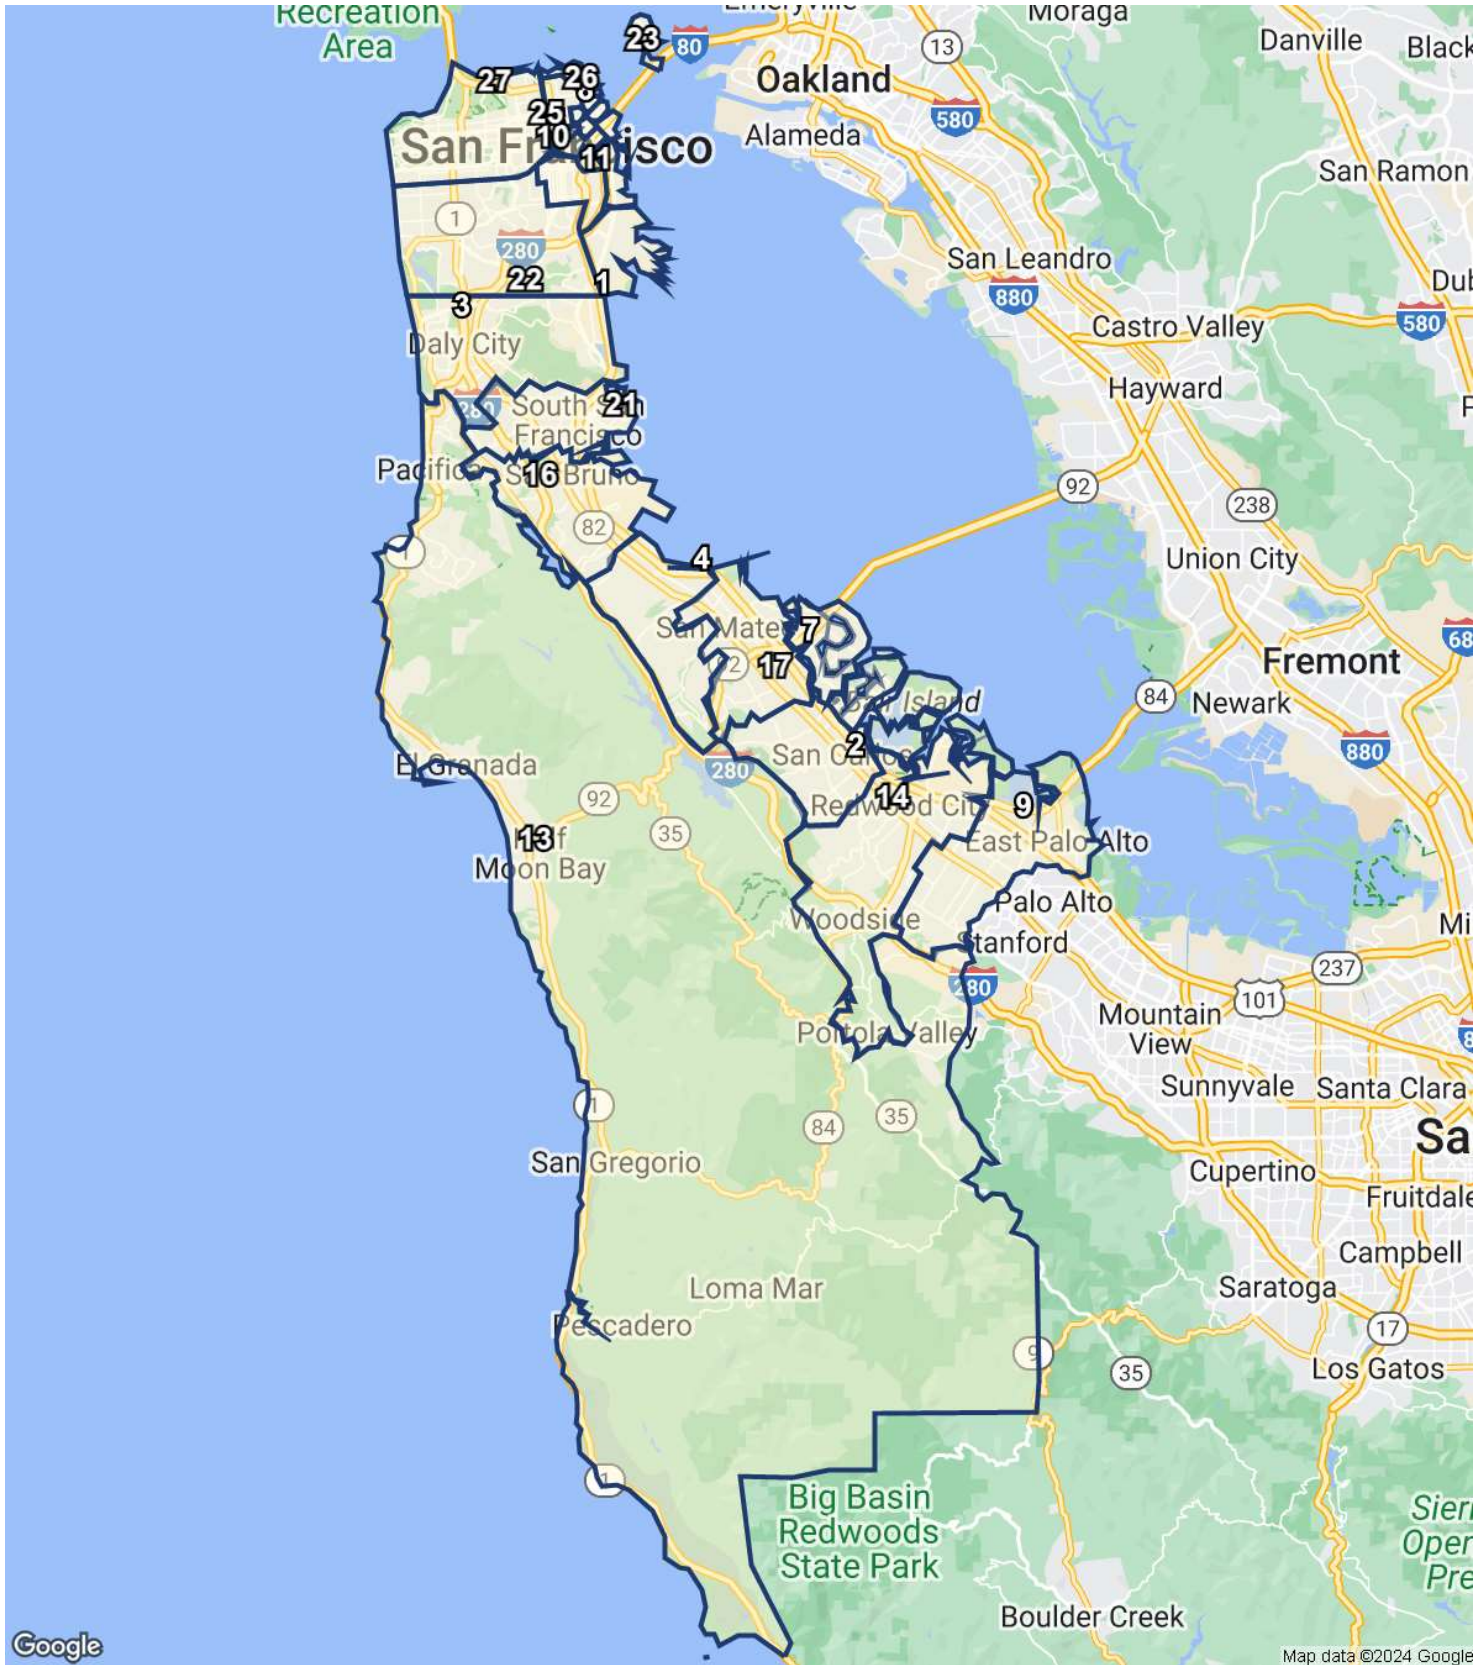 Recreation
Area
Moraga
Danville
Oakland
Alameda
San Ramon
San Francisco
San Leandro
Castro Valley
Daly City
Hayward
South San
Francisco
Pacifica
San Bruno
Union City
San Mateo
Fremont
Newark
Bair Island
San Carlos
El Granada
Redwood City
East Palo Alto
Half
Moon Bay
Palo Alto
Woodside
Stanford
Mountain
View
Portola Valley
Sunnyvale
Santa Clara
San Gregorio
Cupertino
Campbell
Loma Mar
Saratoga
Pescadero
Los Gatos
Big Basin
Redwoods
State Park
Boulder Creek
23
80
13
580
27
26
8
25
10
11
1
280
22
1
3
880
580
280
21
16
92
238
82
1
4
7
17
84
2
280
880
14
9
92
35
13
237
280
101
1
84
35
9
17
35
1
Google
Map data ©2024 Google